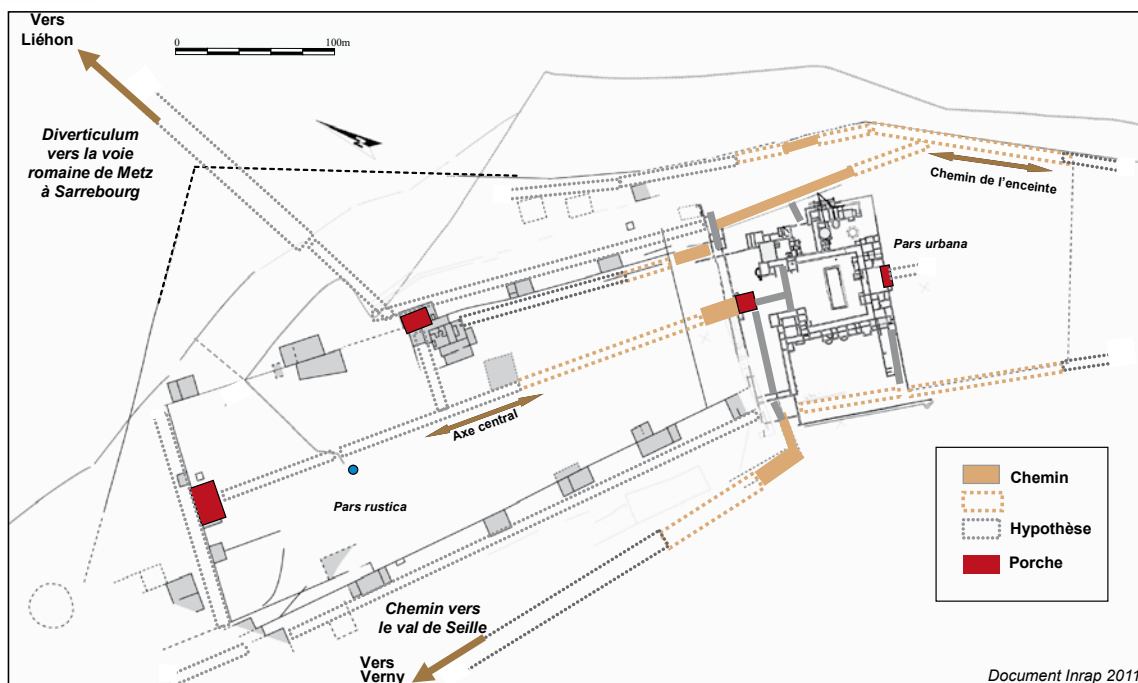 Vers
Liéhon
0 100m
Diverticulum
vers la voie
romaine de Metz
à Sarrebourg
Chemin de l'enceinte
Pars urbana
Axe central
Pars rustica
Chemin
Hypothèse
Porche
Chemin vers
le val de Seille
Vers
Verny
Document Inrap 2011